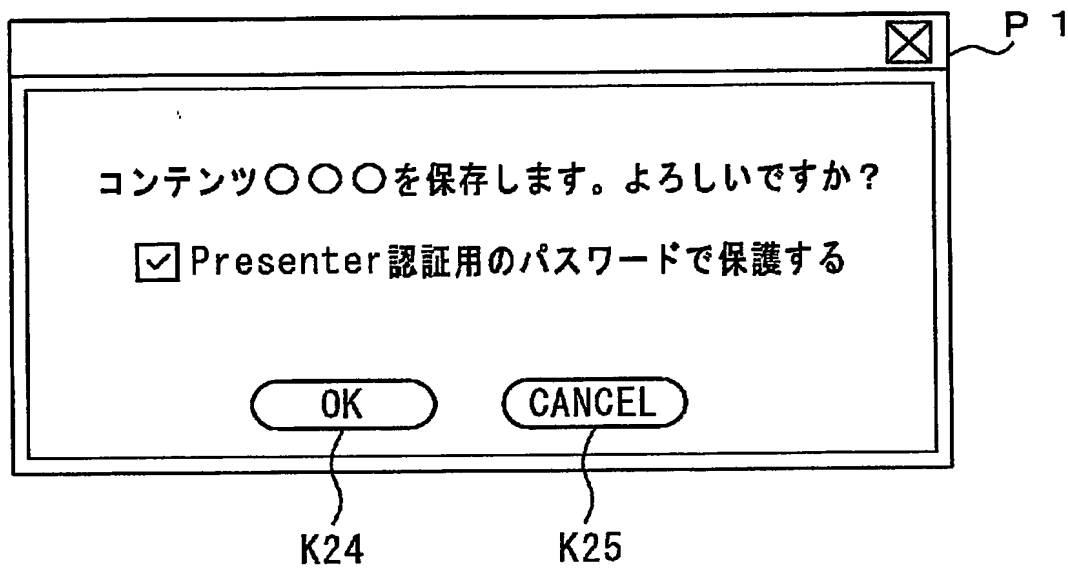 P 1
コンテンツ○○○を保存します。よろしいですか？
Presenter認証用のパスワードで保護する
OK CANCEL
K24 K25